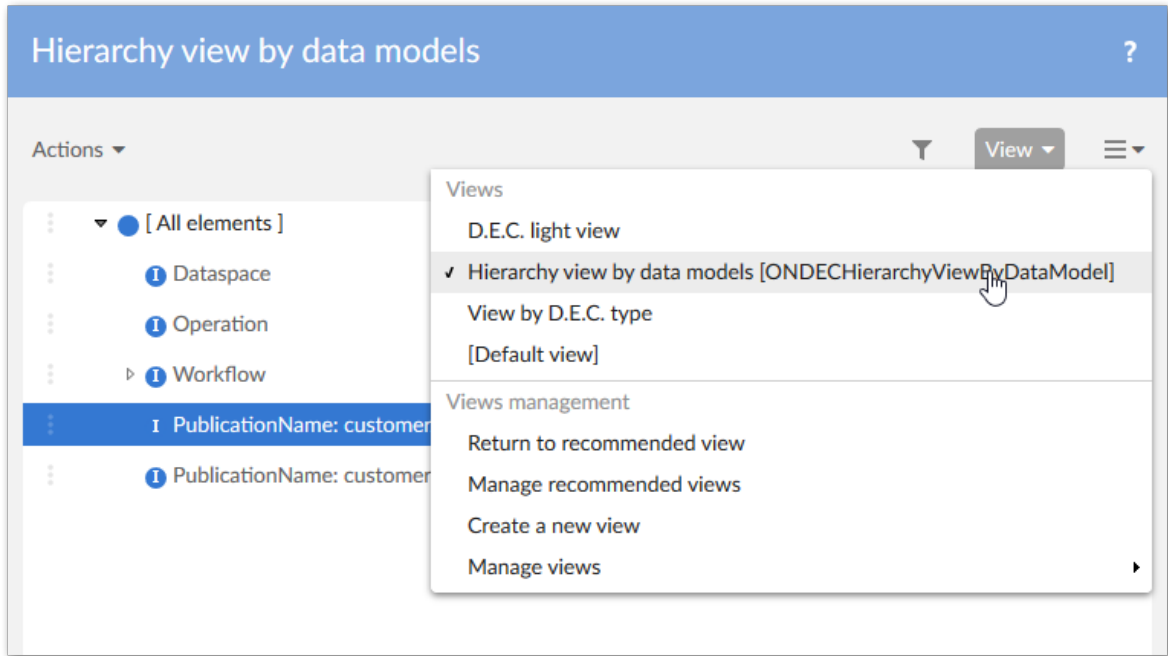 Hierarchy view by data models
?
Actions
View
Views
D.E.C. light view
Hierarchy view by data models [ONDECHierarchyViewByDataModel]
View by D.E.C. type
[Default view]
Views management
Return to recommended view
Manage recommended views
Create a new view
Manage views
[ All elements ]
I Dataspace
I Operation
I Workflow
I PublicationName: customer
I PublicationName: customer